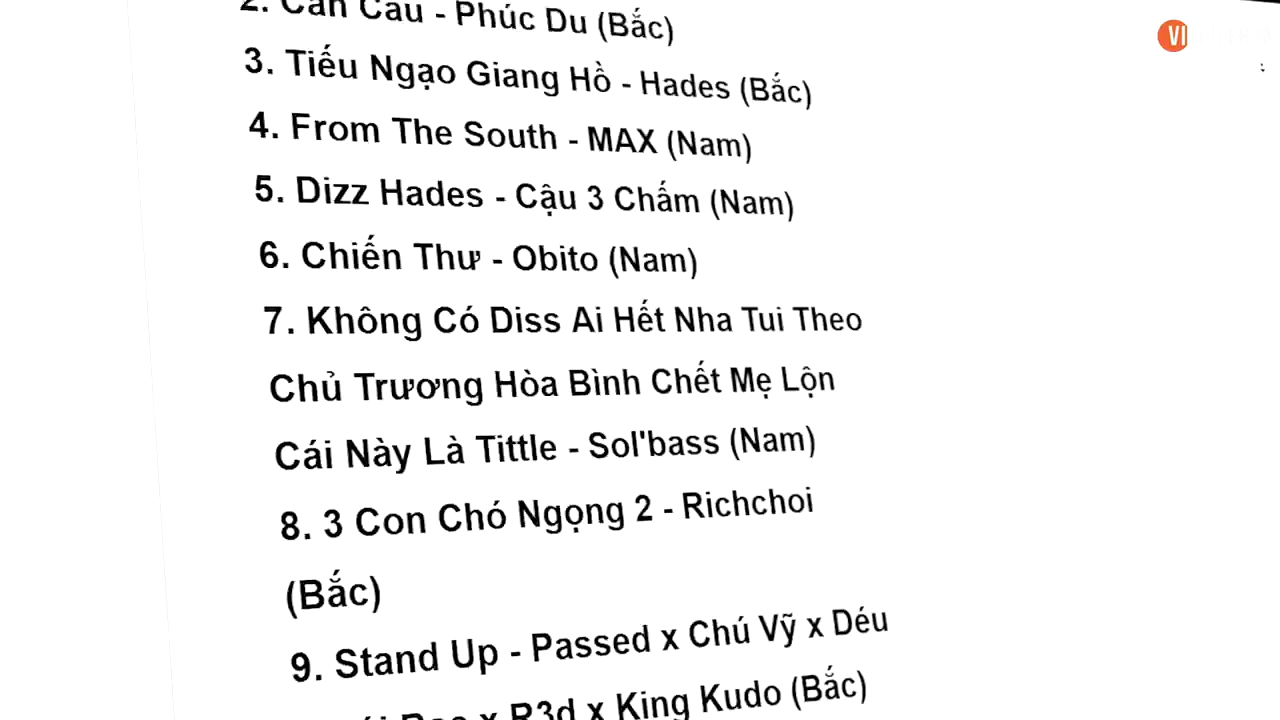 2. Cần Câu - Phúc Du (Bắc)
3. Tiếu Ngạo Giang Hồ - Hades (Bắc)
4. From The South - MAX (Nam)
5. Dizz Hades - Cậu 3 Chấm (Nam)
6. Chiến Thư - Obito (Nam)
7. Không Có Diss Ai Hết Nha Tui Theo
Chủ Trương Hòa Bình Chết Mẹ Lộn
Cái Này Là Tittle - Sol'bass (Nam)
8. 3 Con Chó Ngọng 2 - Richchoi
(Bắc)
9. Stand Up - Passed x Chú Vỹ x Déu
x R3d x King Kudo (Bắc)
VI